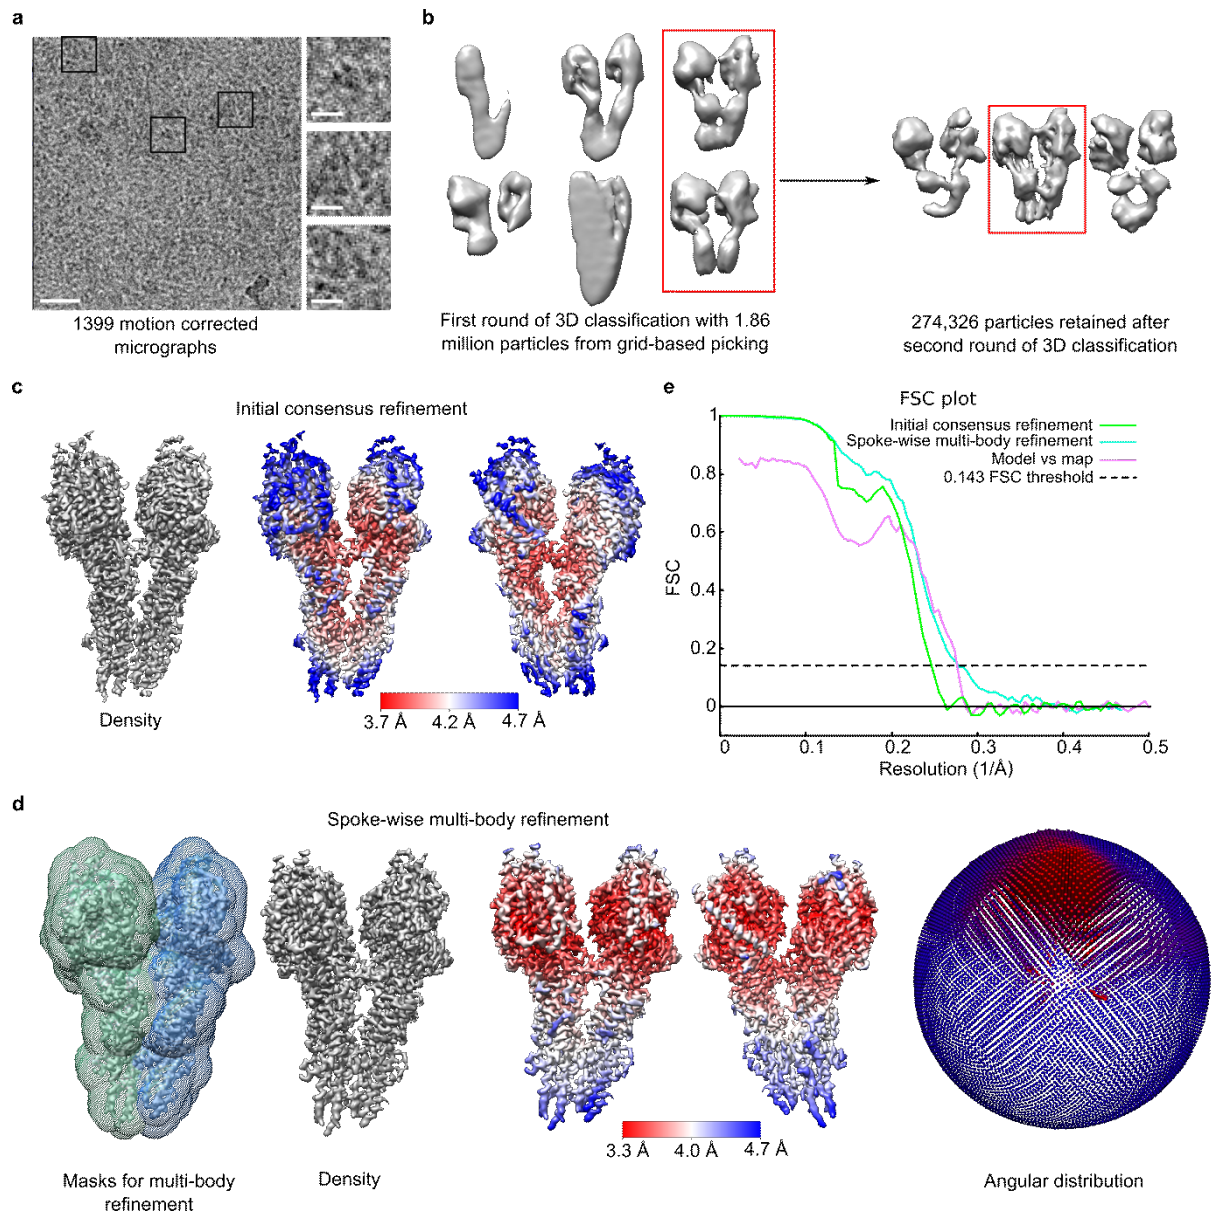 a
1399 motion corrected
micrographs
b
First round of 3D classification with 1.86
million particles from grid-based picking
274,326 particles retained after
second round of 3D classification
c
Initial consensus refinement
Density
3.7 Å 4.2 Å 4.7 Å
e
FSC plot
Initial consensus refinement
Spoke-wise multi-body refinement
Model vs map
0.143 FSC threshold
FSC
1
0.8
0.6
0.4
0.2
0
0 0.1 0.2 0.3 0.4 0.5
Resolution (1/Å)
d
Spoke-wise multi-body refinement
Masks for multi-body
refinement
Density
3.3 Å 4.0 Å 4.7 Å
Angular distribution